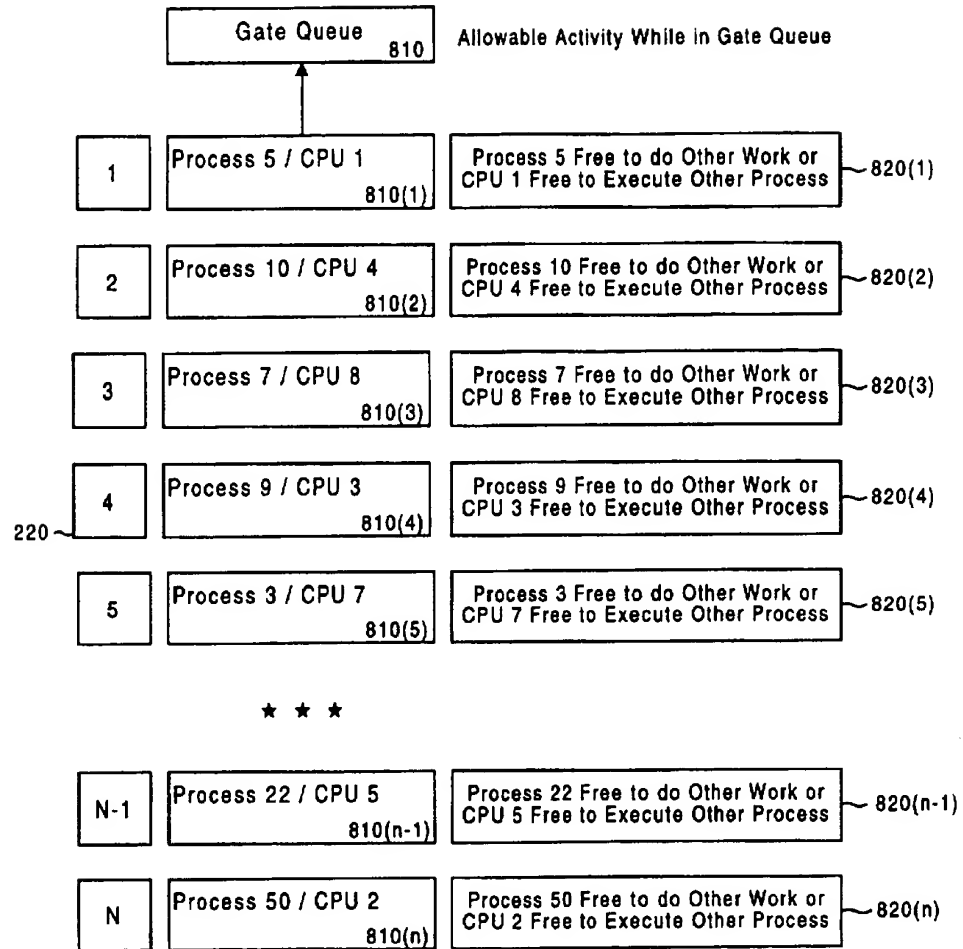 Gate Queue
810
Allowable Activity While in Gate Queue
1
Process 5 / CPU 1
810(1)
Process 5 Free to do Other Work or
CPU 1 Free to Execute Other Process
820(1)
2
Process 10 / CPU 4
810(2)
Process 10 Free to do Other Work or
CPU 4 Free to Execute Other Process
820(2)
3
Process 7 / CPU 8
810(3)
Process 7 Free to do Other Work or
CPU 8 Free to Execute Other Process
820(3)
220
4
Process 9 / CPU 3
810(4)
Process 9 Free to do Other Work or
CPU 3 Free to Execute Other Process
820(4)
5
Process 3 / CPU 7
810(5)
Process 3 Free to do Other Work or
CPU 7 Free to Execute Other Process
820(5)
★ ★ ★
N-1
Process 22 / CPU 5
810(n-1)
Process 22 Free to do Other Work or
CPU 5 Free to Execute Other Process
820(n-1)
N
Process 50 / CPU 2
810(n)
Process 50 Free to do Other Work or
CPU 2 Free to Execute Other Process
820(n)